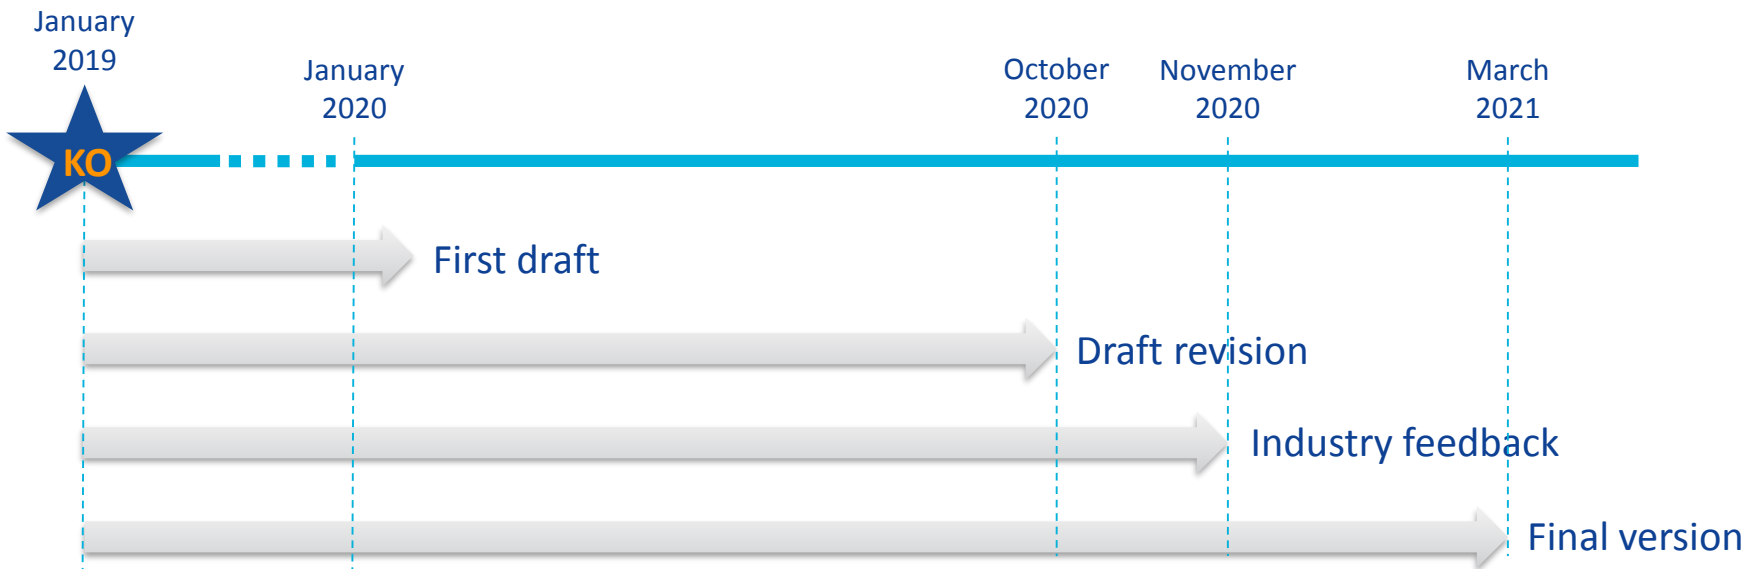 January
2019
January
2020
October
2020
November
2020
March
2021
KO
First draft
Draft revision
Industry feedback
Final version